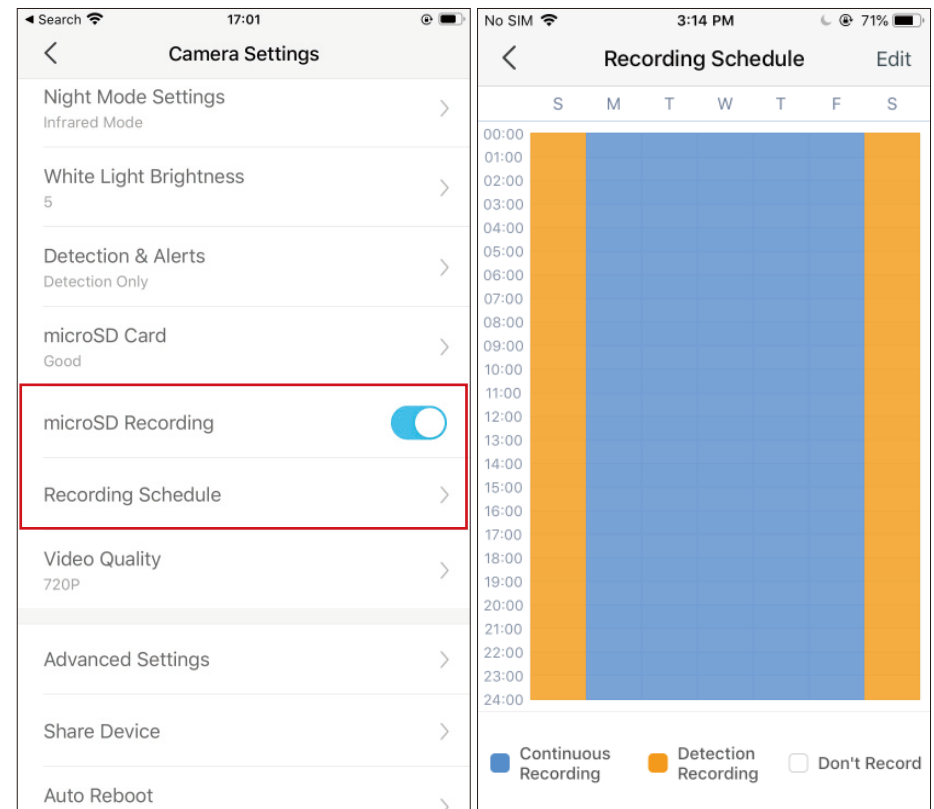 Search
17:01
Camera Settings
Night Mode Settings
Infrared Mode
White Light Brightness
5
Detection & Alerts
Detection Only
microSD Card
Good
microSD Recording
Recording Schedule
Video Quality
720P
Advanced Settings
Share Device
Auto Reboot
No SIM
3:14 PM
71%
Recording Schedule
Edit
S M T W T F S
00:00
01:00
02:00
03:00
04:00
05:00
06:00
07:00
08:00
09:00
10:00
11:00
12:00
13:00
14:00
15:00
16:00
17:00
18:00
19:00
20:00
21:00
22:00
23:00
24:00
Continuous
Recording
Detection
Recording
Don't Record